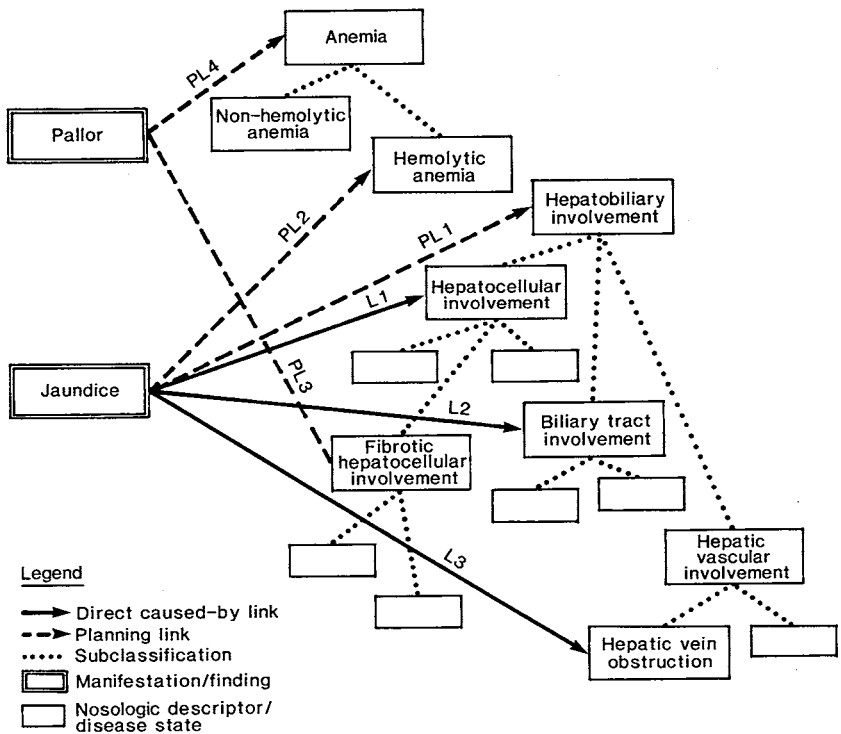 Anemia
PL4
Non-hemolytic
anemia
Pallor
Hemolytic
anemia
Hepatobiliary
involvement
PL2
PL1
Hepatocellular
involvement
L1
PL3
Jaundice
L2
Biliary tract
involvement
Fibrotic
hepatocellular
involvement
Hepatic
vascular
involvement
L3
Hepatic vein
obstruction
Legend
Direct caused-by link
Planning link
Subclassification
Manifestation/finding
Nosologic descriptor/
disease state